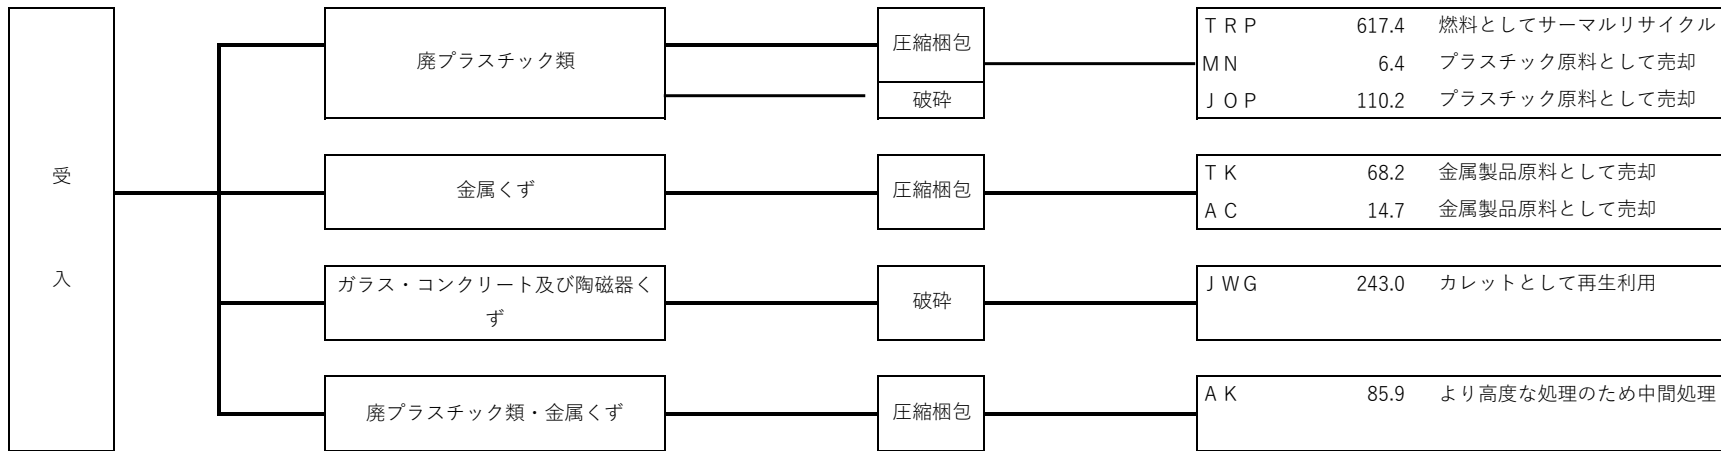 受
入
廃プラスチック類
圧縮梱包
破砕
ＴＲＰ 617.4 燃料としてサーマルリサイクル
ＭＮ 6.4 プラスチック原料として売却
ＪＯＰ 110.2 プラスチック原料として売却
金属くず
圧縮梱包
ＴＫ 68.2 金属製品原料として売却
ＡＣ 14.7 金属製品原料として売却
ガラス・コンクリート及び陶磁器く
ず
破砕
ＪＷＧ 243.0 カレットとして再生利用
廃プラスチック類・金属くず
圧縮梱包
ＡＫ 85.9 より高度な処理のため中間処理